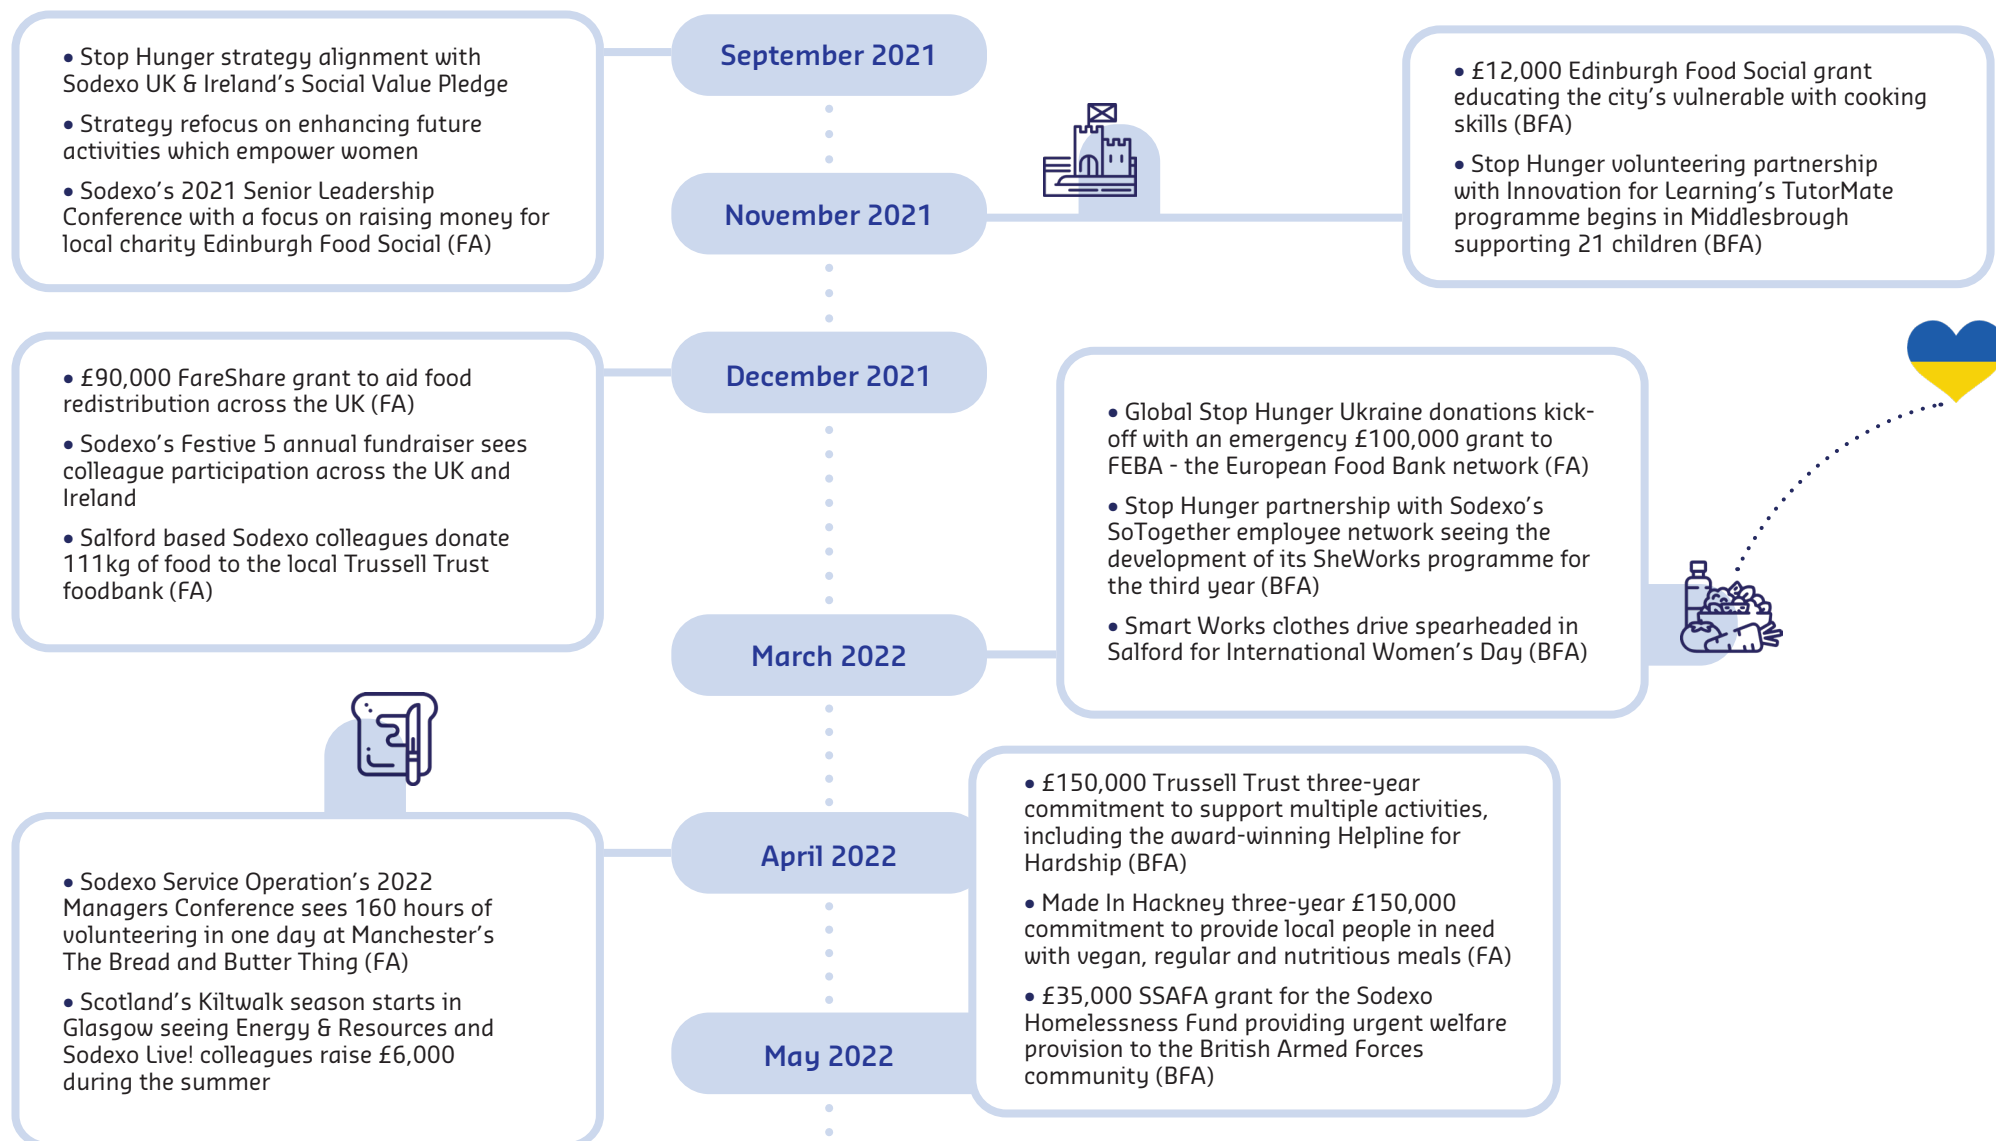 September 2021
• Stop Hunger strategy alignment with
Sodexo UK & Ireland's Social Value Pledge
• Strategy refocus on enhancing future
activities which empower women
• Sodexo's 2021 Senior Leadership
Conference with a focus on raising money for
local charity Edinburgh Food Social (FA)
November 2021
• £12,000 Edinburgh Food Social grant
educating the city's vulnerable with cooking
skills (BFA)
• Stop Hunger volunteering partnership
with Innovation for Learning's TutorMate
programme begins in Middlesbrough
supporting 21 children (BFA)
December 2021
• £90,000 FareShare grant to aid food
redistribution across the UK (FA)
• Sodexo's Festive 5 annual fundraiser sees
colleague participation across the UK and
Ireland
• Salford based Sodexo colleagues donate
111kg of food to the local Trussell Trust
foodbank (FA)
March 2022
• Global Stop Hunger Ukraine donations kick-
off with an emergency £100,000 grant to
FEBA - the European Food Bank network (FA)
• Stop Hunger partnership with Sodexo's
SoTogether employee network seeing the
development of its SheWorks programme for
the third year (BFA)
• Smart Works clothes drive spearheaded in
Salford for International Women's Day (BFA)
April 2022
• Sodexo Service Operation's 2022
Managers Conference sees 160 hours of
volunteering in one day at Manchester's
The Bread and Butter Thing (FA)
• Scotland's Kiltwalk season starts in
Glasgow seeing Energy & Resources and
Sodexo Live! colleagues raise £6,000
during the summer
May 2022
• £150,000 Trussell Trust three-year
commitment to support multiple activities,
including the award-winning Helpline for
Hardship (BFA)
• Made In Hackney three-year £150,000
commitment to provide local people in need
with vegan, regular and nutritious meals (FA)
• £35,000 SSAFA grant for the Sodexo
Homelessness Fund providing urgent welfare
provision to the British Armed Forces
community (BFA)